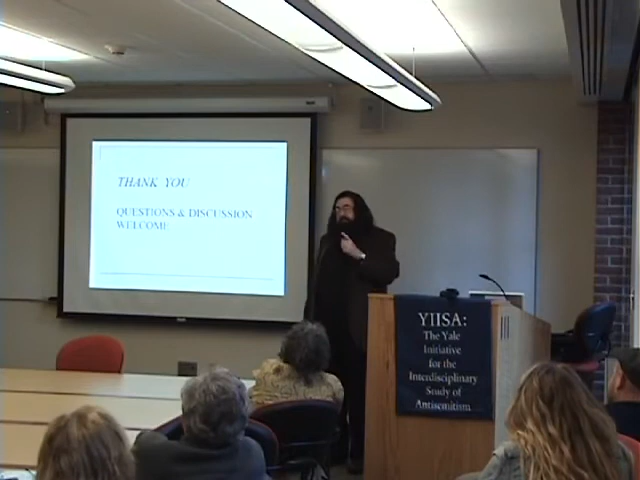 THANK YOU
QUESTIONS & DISCUSSION
WELCOME
YIISA:
The Yale
Initiative
for the
Interdisciplinary
Study of
Antisemitism